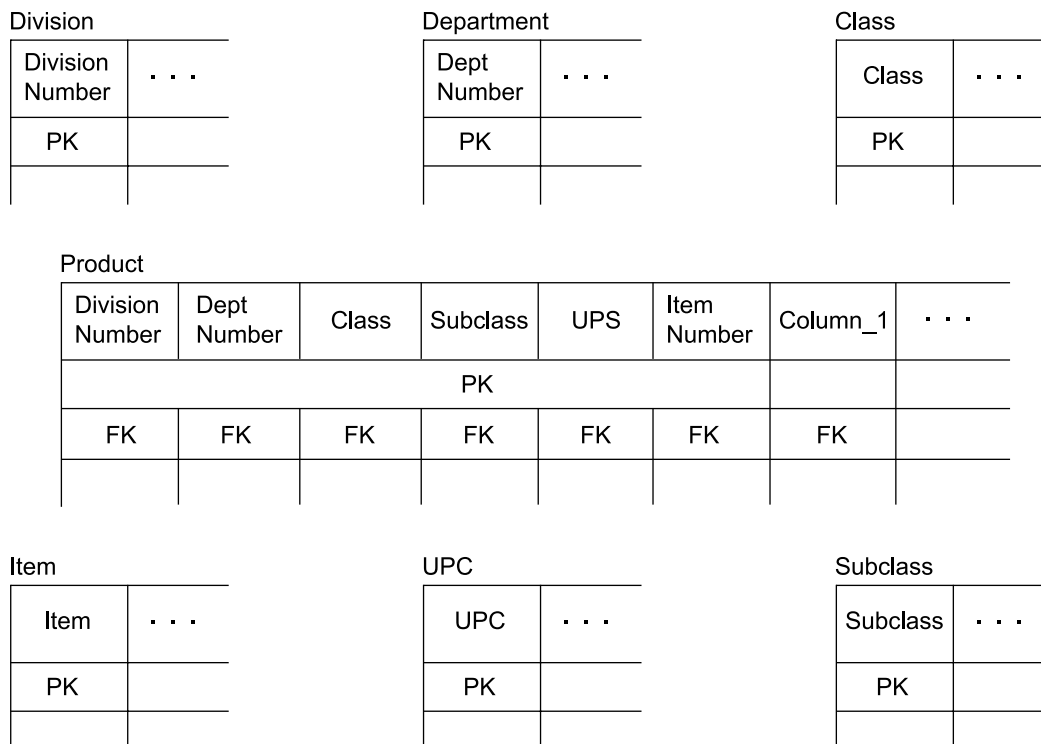 Division
Department
Class
Division
Number
. . .
Dept
Number
. . .
Class
. . .
PK
PK
PK
Product
Division
Number
Dept
Number
Class
Subclass
UPS
Item
Number
Column_1
. . .
PK
FK
FK
FK
FK
FK
FK
FK
Item
UPC
Subclass
Item
. . .
UPC
. . .
Subclass
. . .
PK
PK
PK